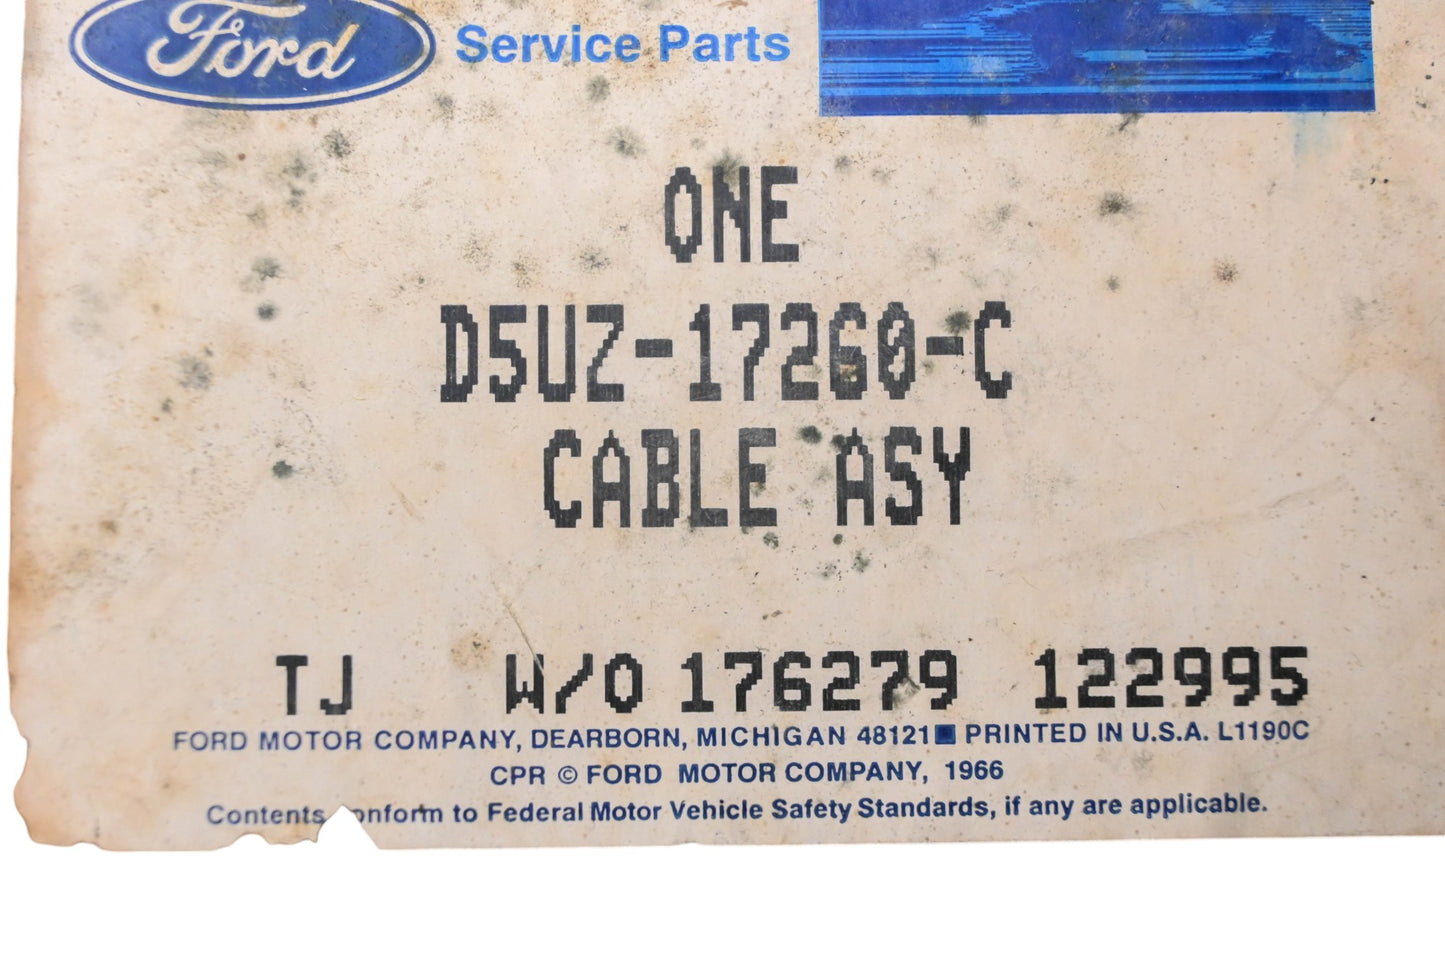 Ford Service Parts
ONE
D5UZ-17260-C
CABLE ASY
TJ W/O 176279 122995
FORD MOTOR COMPANY, DEARBORN, MICHIGAN 48121 ■ PRINTED IN U.S.A. L1190C
CPR © FORD MOTOR COMPANY, 1966
Contents onform to Federal Motor Vehicle Safety Standards, if any are applicable.